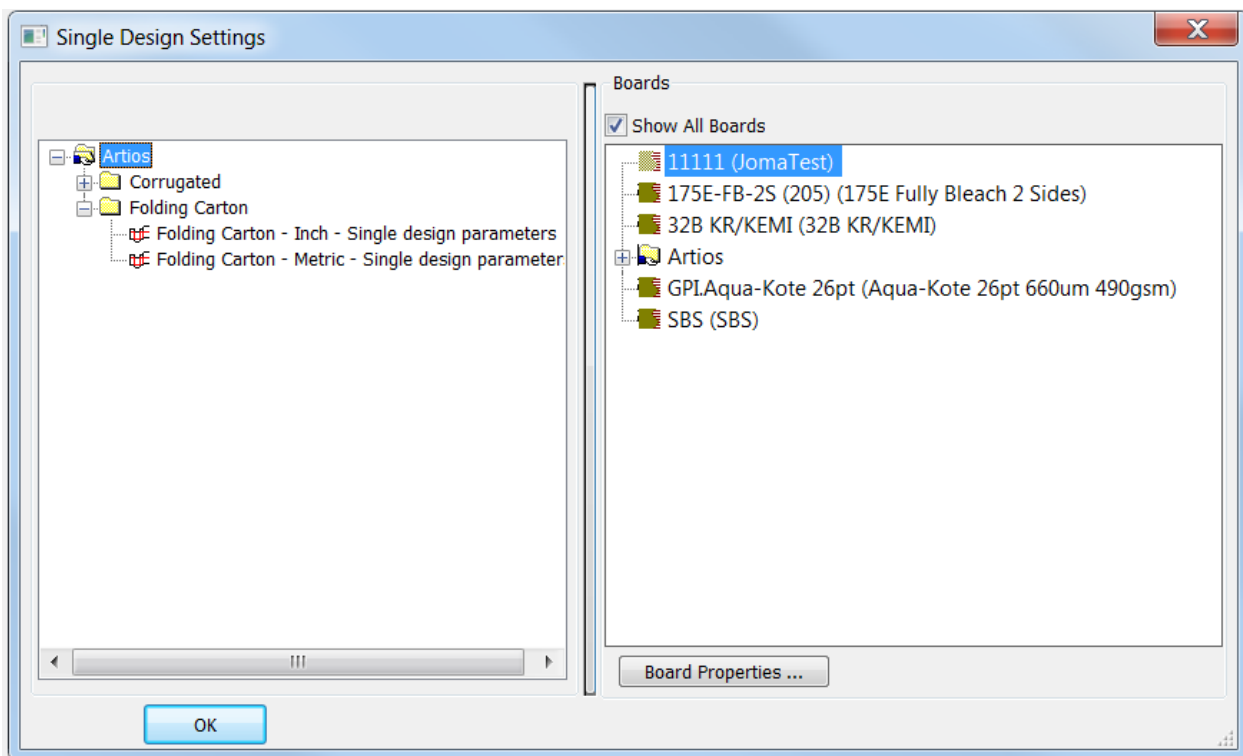 Single Design Settings
Artios
Corrugated
Folding Carton
Folding Carton - Inch - Single design parameters
Folding Carton - Metric - Single design parameter
Boards
Show All Boards
11111 (JomaTest)
175E-FB-2S (205) (175E Fully Bleach 2 Sides)
32B KR/KEMI (32B KR/KEMI)
Artios
GPI.Aqua-Kote 26pt (Aqua-Kote 26pt 660um 490gsm)
SBS (SBS)
Board Properties ...
OK